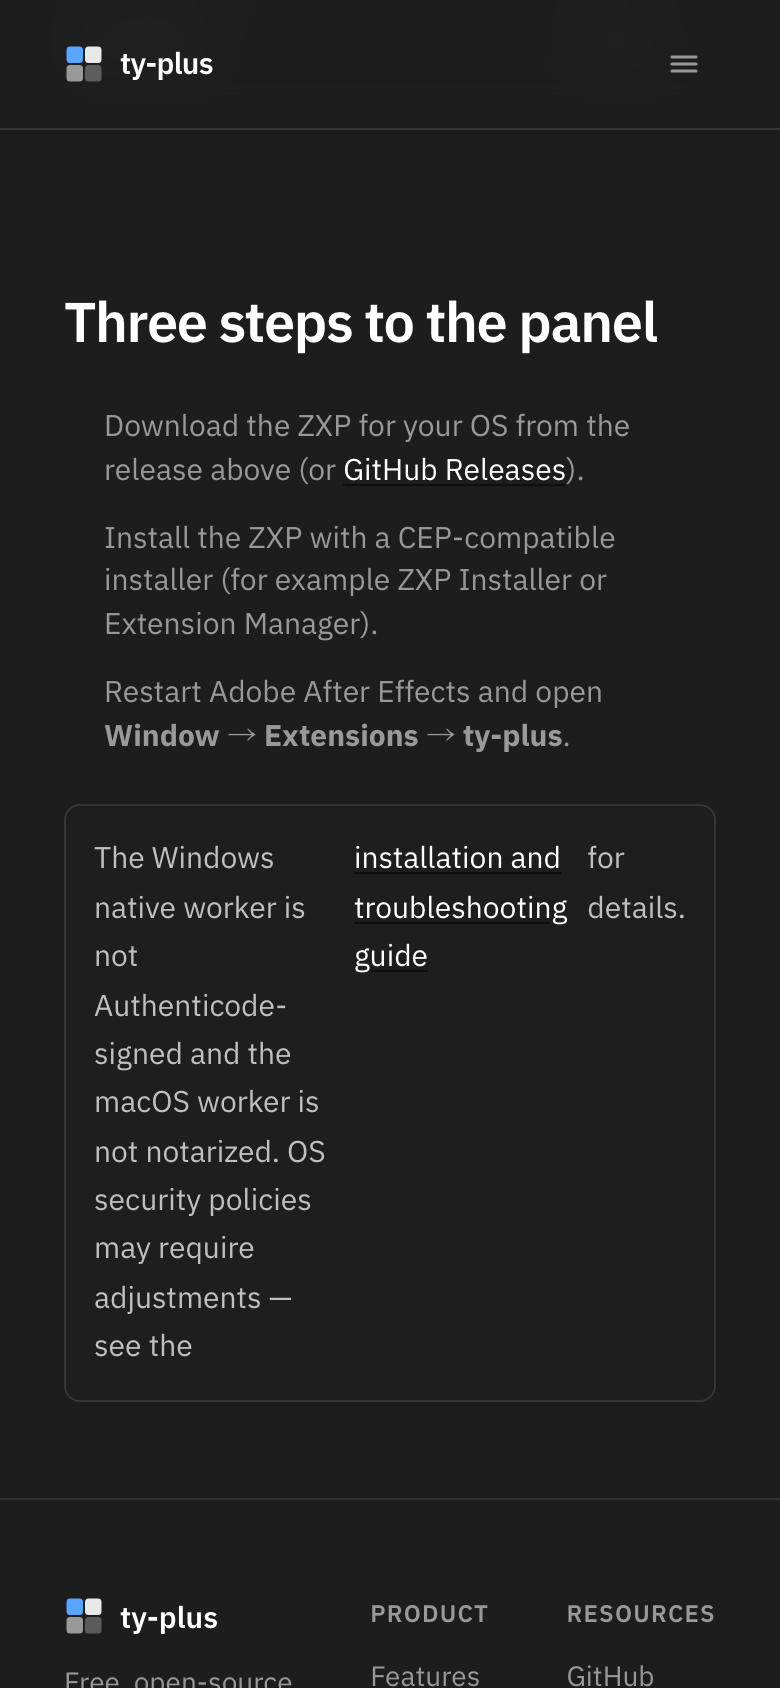 ty-plus
Three steps to the panel
Download the ZXP for your OS from the
release above (or GitHub Releases).
Install the ZXP with a CEP-compatible
installer (for example ZXP Installer or
Extension Manager).
Restart Adobe After Effects and open
Window → Extensions → ty-plus.
The Windows
native worker is
not
Authenticode-
signed and the
macOS worker is
not notarized. OS
security policies
may require
adjustments —
see the
installation and
troubleshooting
guide
for
details.
ty-plus
Free, open-source
PRODUCT
Features
RESOURCES
GitHub